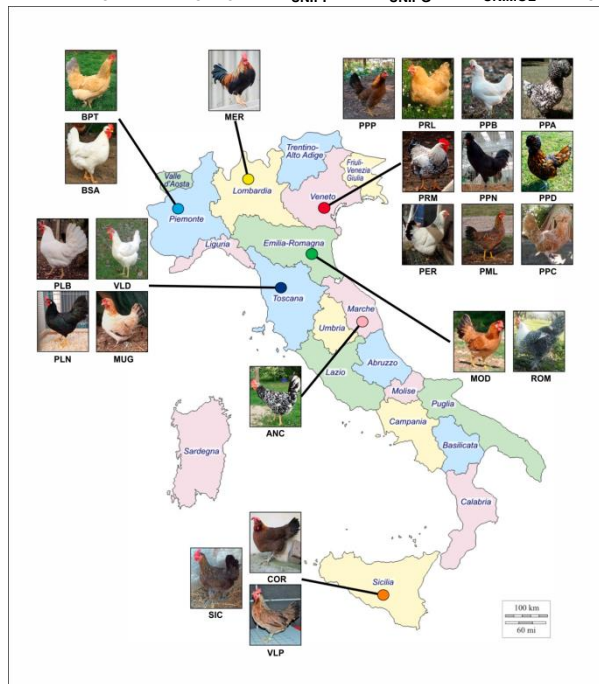 BPT
MER
PPP PRL PPB PPA
BSA
PRM PPN PPD
PLB VLD
PER PML PPC
PLN MUG
MOD ROM
ANC
COR
SIC
VLP
Trentino-
Alto Adige
Friuli-
Venezia
Giulia
Valle
d'Aosta
Lombardia
Veneto
Piemonte
Liguria
Emilia-Romagna
Toscana
Marche
Umbria
Lazio
Abruzzo
Molise
Puglia
Campania
Basilicata
Sardegna
Calabria
Sicilia
100 km
60 mi